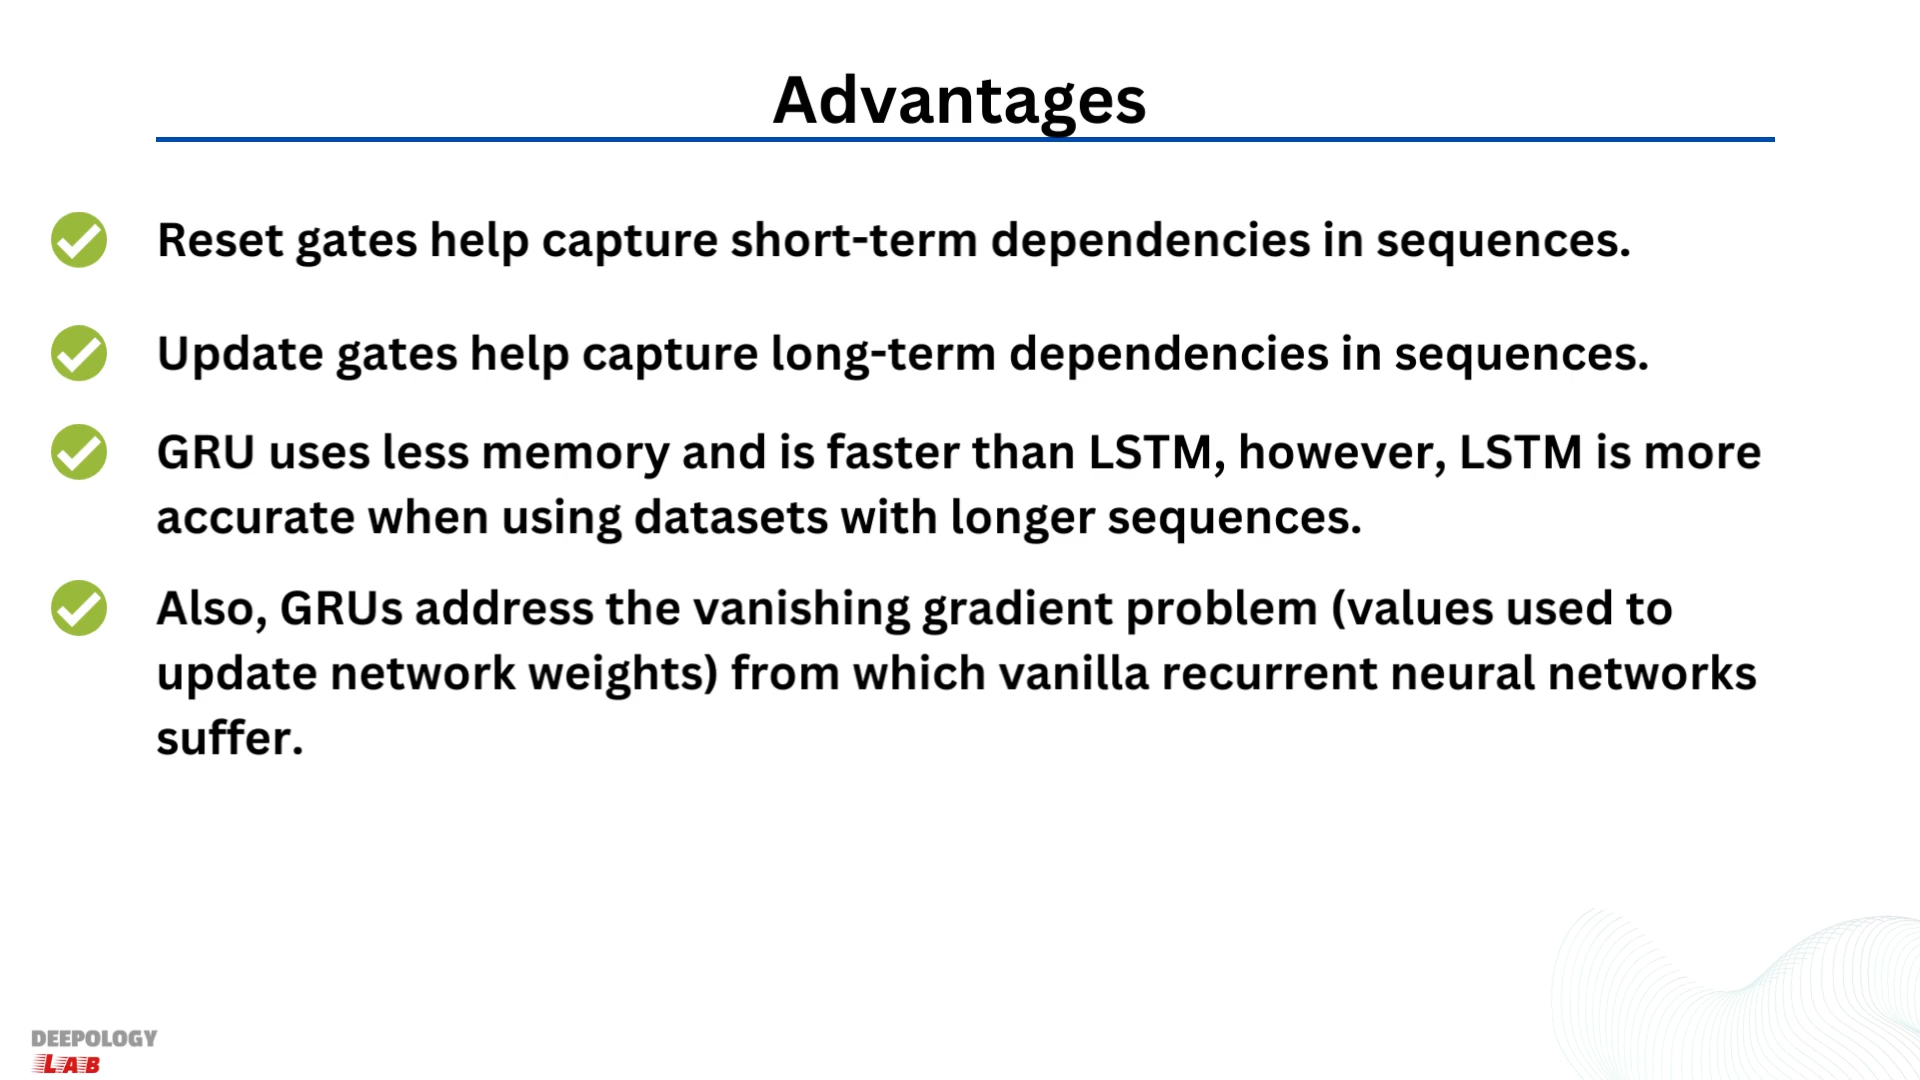 Advantages
Reset gates help capture short-term dependencies in sequences.
Update gates help capture long-term dependencies in sequences.
GRU uses less memory and is faster than LSTM, however, LSTM is more
accurate when using datasets with longer sequences.
Also, GRUs address the vanishing gradient problem (values used to
update network weights) from which vanilla recurrent neural networks
suffer.
DEEPOLOGY
LAB